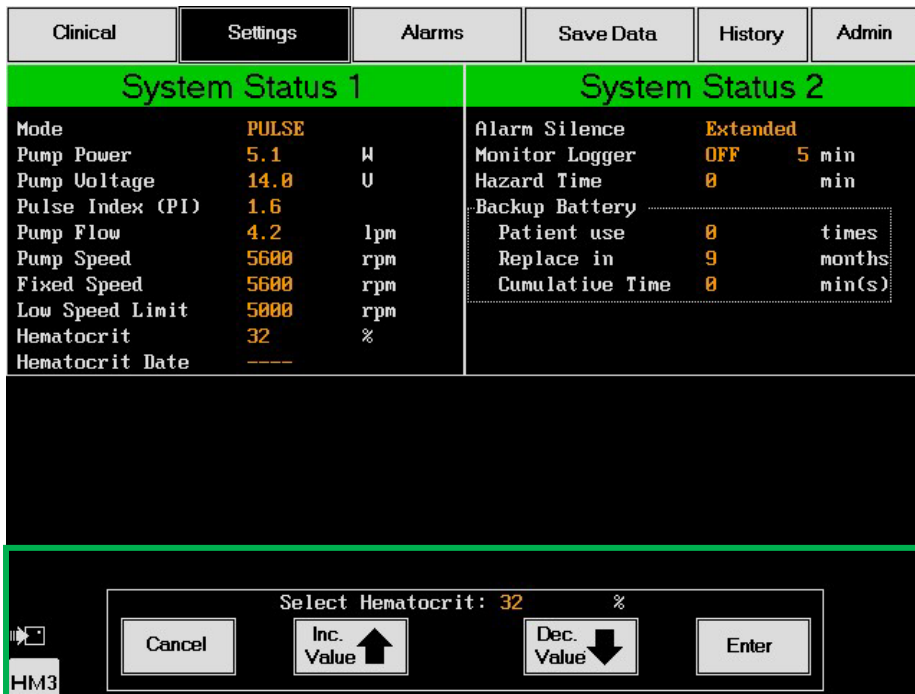 Clinical Settings Alarms Save Data History Admin
System Status 1
Mode PULSE
Pump Power 5.1 W
Pump Voltage 14.0 V
Pulse Index (PI) 1.6
Pump Flow 4.2 lpm
Pump Speed 5600 rpm
Fixed Speed 5600 rpm
Low Speed Limit 5000 rpm
Hematocrit 32 %
Hematocrit Date ----
System Status 2
Alarm Silence Extended
Monitor Logger OFF 5 min
Hazard Time 0 min
Backup Battery
Patient use 0 times
Replace in 9 months
Cumulative Time 0 min(s)
Select Hematocrit: 32 %
Cancel
Inc.
Value
Dec.
Value
Enter
HM3